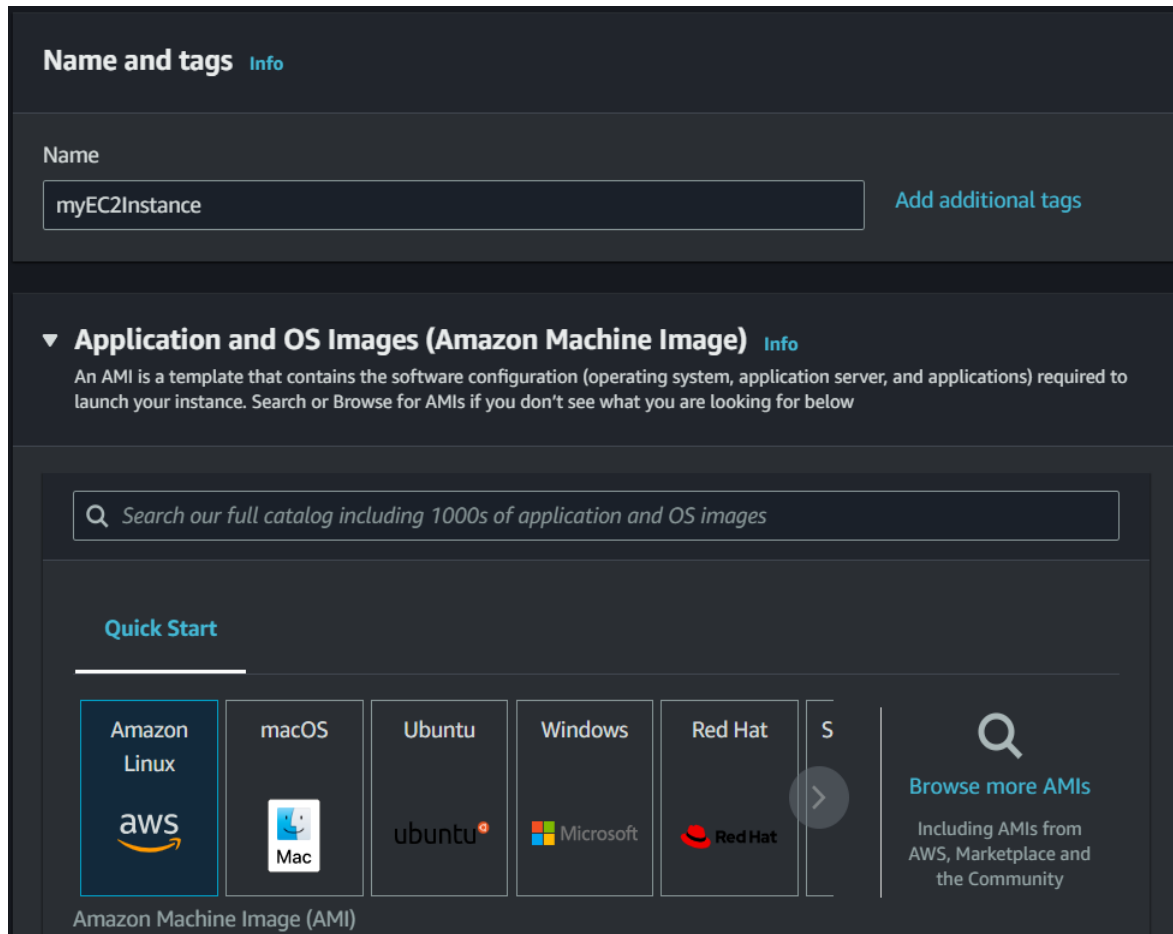 Name and tags Info
Name
myEC2Instance
Add additional tags
▼ Application and OS Images (Amazon Machine Image) Info
An AMI is a template that contains the software configuration (operating system, application server, and applications) required to
launch your instance. Search or Browse for AMIs if you don't see what you are looking for below
Search our full catalog including 1000s of application and OS images
Quick Start
Amazon
Linux
aws
macOS
Mac
Ubuntu
ubuntu
Windows
Microsoft
Red Hat
Red Hat
S
Browse more AMIs
Including AMIs from
AWS, Marketplace and
the Community
Amazon Machine Image (AMI)